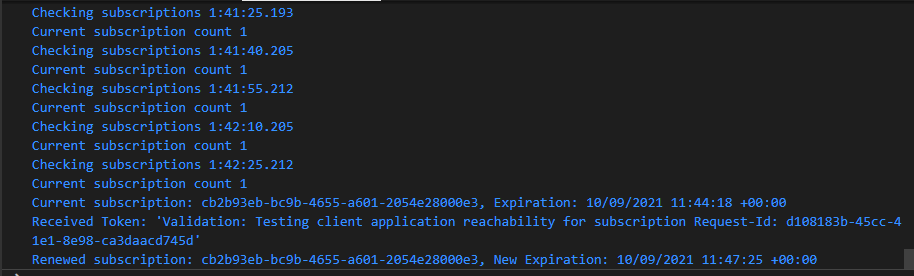 Checking subscriptions 1:41:25.193
Current subscription count 1
Checking subscriptions 1:41:40.205
Current subscription count 1
Checking subscriptions 1:41:55.212
Current subscription count 1
Checking subscriptions 1:42:10.205
Current subscription count 1
Checking subscriptions 1:42:25.212
Current subscription count 1
Current subscription: cb2b93eb-bc9b-4655-a601-2054e28000e3, Expiration: 10/09/2021 11:44:18 +00:00
Received Token: 'Validation: Testing client application reachability for subscription Request-Id: d108183b-45cc-4
1e1-8e98-ca3daacd745d'
Renewed subscription: cb2b93eb-bc9b-4655-a601-2054e28000e3, New Expiration: 10/09/2021 11:47:25 +00:00